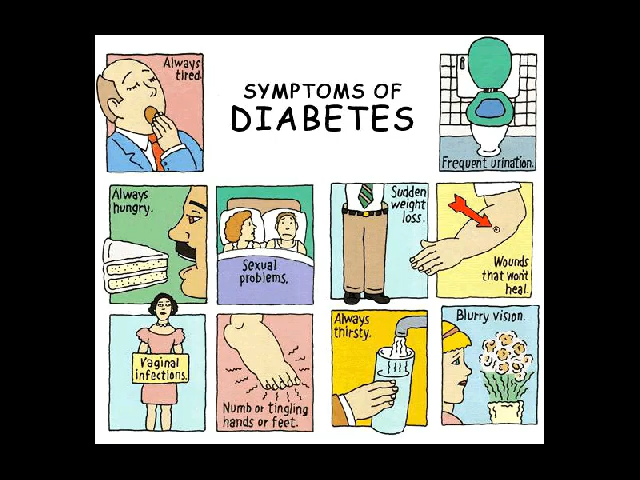 Always
tired.
SYMPTOMS OF
DIABETES
Frequent urination.
Always
hungry.
Sexual
problems.
Sudden
weight
loss.
Wounds
that won't
heal.
Vaginal
infections.
Numb or tingling
hands or feet.
Always
thirsty.
Blurry vision.